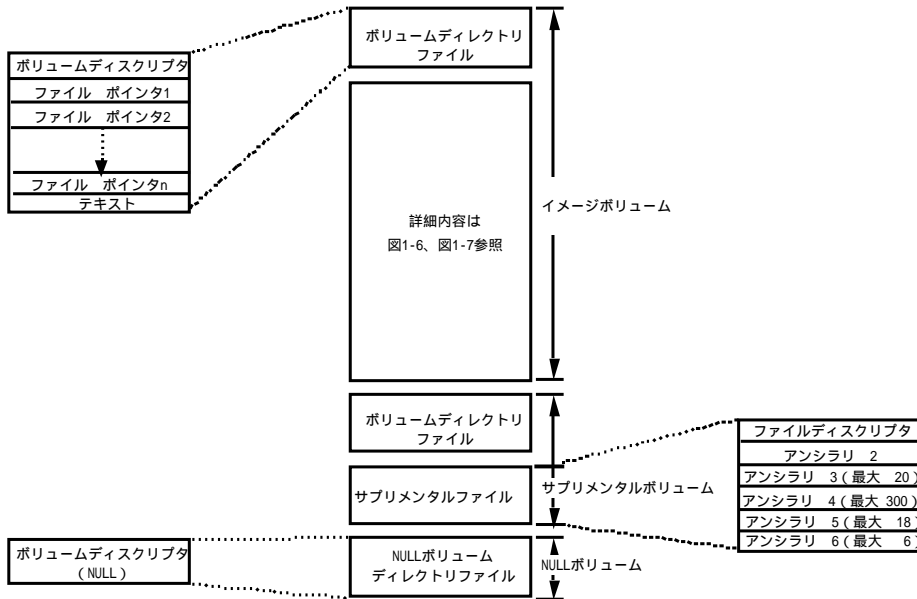 ボリュームディスクリプタ
ファイル ポインタ1
ファイル ポインタ2
ファイル ポインタn
テキスト
ボリュームディレクトリ
ファイル
詳細内容は
図1-6、図1-7参照
イメージボリューム
ボリュームディレクトリ
ファイル
サプリメンタルファイル
サプリメンタルボリューム
ファイルディスクリプタ
アンシラリ 2
アンシラリ 3(最大 20)
アンシラリ 4(最大 300)
アンシラリ 5(最大 18)
アンシラリ 6(最大 6)
ボリュームディスクリプタ
(NULL)
NULLボリューム
ディレクトリファイル
NULLボリューム